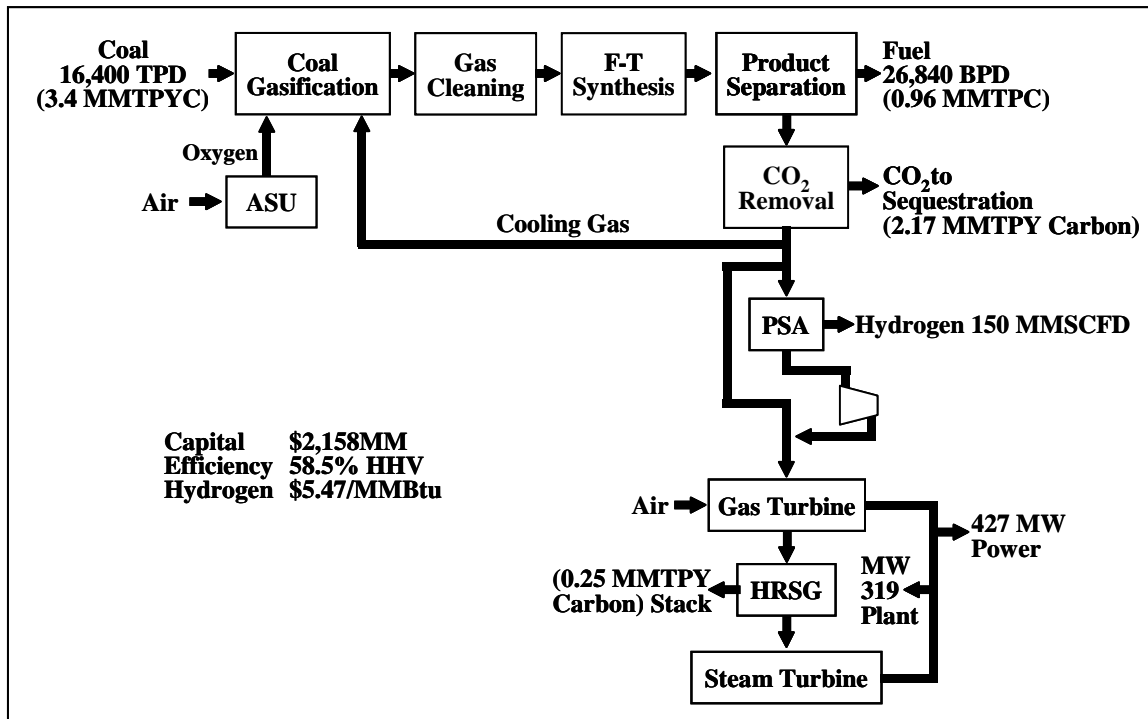 Coal
16,400 TPD
(3.4 MMTPYC)
Coal
Gasification
Gas
Cleaning
F-T
Synthesis
Product
Separation
Fuel
26,840 BPD
(0.96 MMTPC)
Oxygen
Air
ASU
CO₂
Removal
CO₂to
Sequestration
(2.17 MMTPY Carbon)
Cooling Gas
PSA
Hydrogen 150 MMSCFD
Capital $2,158MM
Efficiency 58.5% HHV
Hydrogen $5.47/MMBtu
Air
Gas Turbine
427 MW
Power
MW
319
Plant
(0.25 MMTPY
Carbon) Stack
HRSG
Steam Turbine